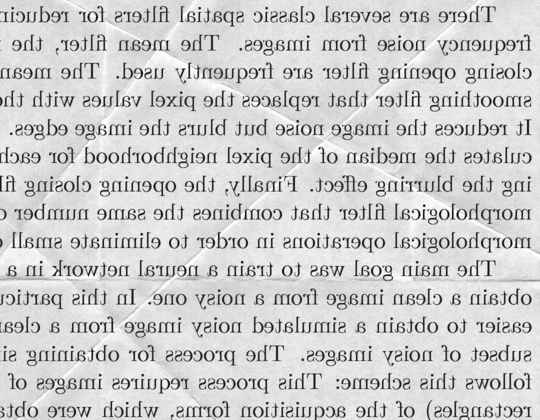 There are several classic spatial filters for reducin
frequency noise from images. The mean filter, the
closing opening filter are frequently used. The mean
smoothing filter that replaces the pixel values with the
It reduces the image noise but blurs the image edges.
culates the median of the pixel neighborhood for each
ing the blurring effect. Finally, the opening closing fil
morphological filter that combines the same number o
morphological operations in order to eliminate small
The main goal was to train a neural network in a
obtain a clean image from a noisy one. In this particu
easier to obtain a simulated noisy image from a clean
subset of noisy images. The process for obtaining si
follows this scheme: This process requires images of
rectangles) of the acquisition forms, which were obta